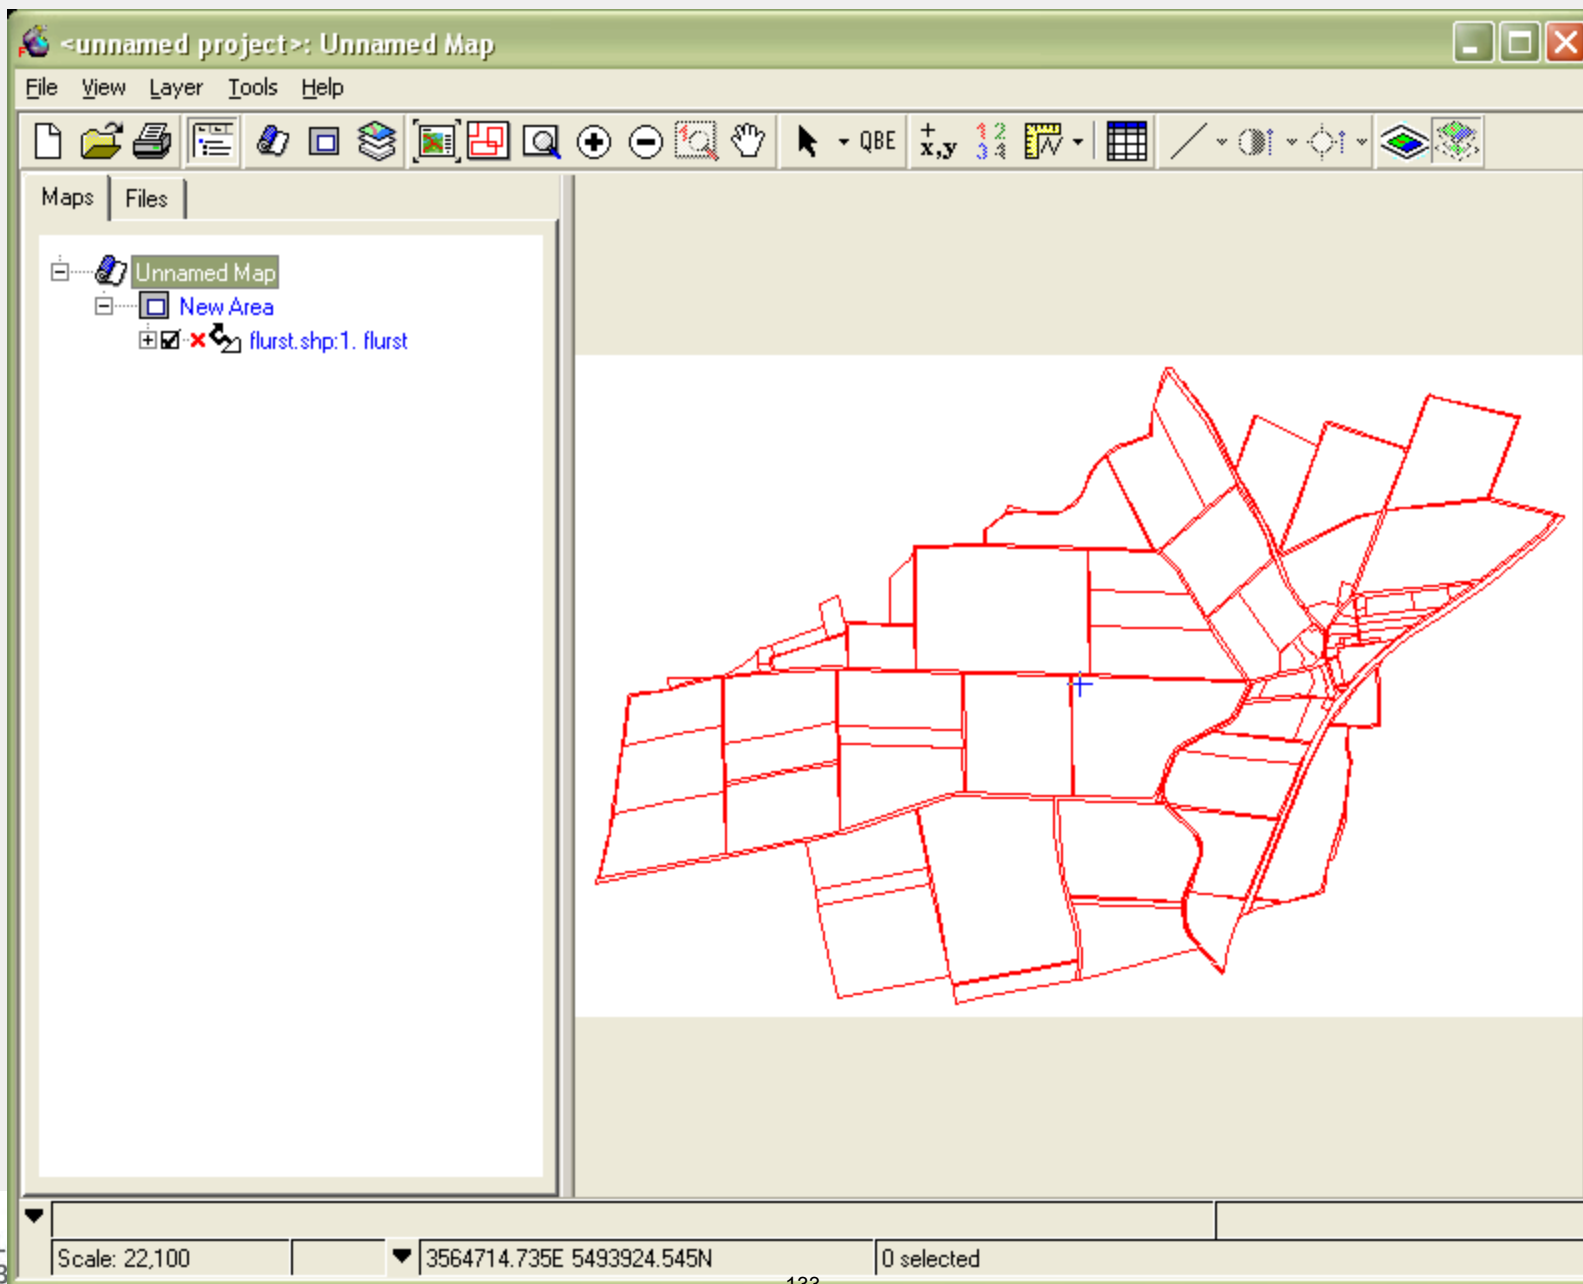 <unnamed project>: Unnamed Map
File View Layer Tools Help
QBE
+ x,y
1 2
3 4
Maps Files
Unnamed Map
New Area
flurst.shp:1. flurst
Scale: 22,100
3564714.735E 5493924.545N
0 selected
133